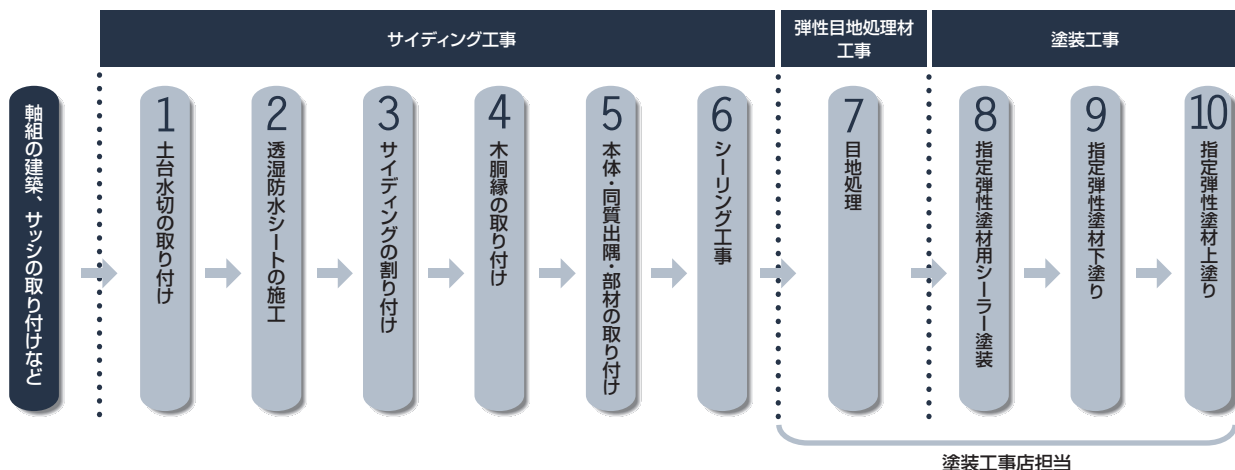 サイディング工事
弾性目地処理材
工事
塗装工事
軸組の建築、サッシの取り付けなど
1
土台水切の取り付け
2
透湿防水シートの施工
3
サイディングの割り付け
4
木胴縁の取り付け
5
本体・同質出隅・部材の取り付け
6
シーリング工事
7
目地処理
8
指定弾性塗材用シーラー塗装
9
指定弾性塗材下塗り
10
指定弾性塗材上塗り
塗装工事店担当